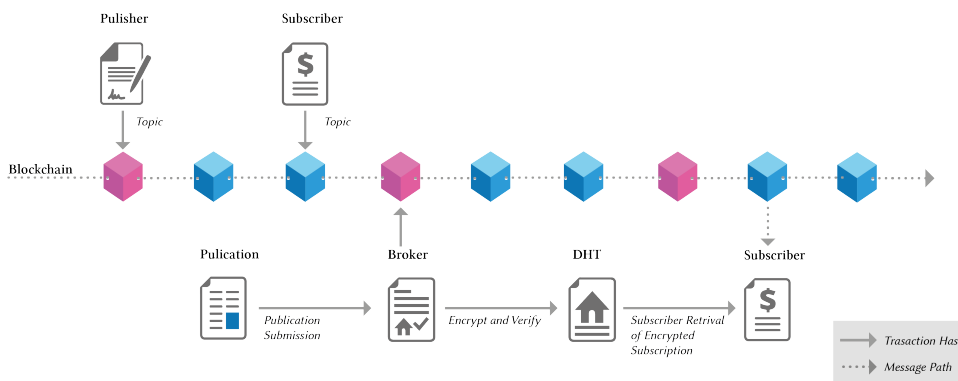 Pulisher
Subscriber
Topic
Topic
Blockchain
Pulication
Broker
DHT
Subscriber
Publication
Submission
Encrypt and Verify
Subscriber Retrival
of Encrypted
Subscription
Trasaction Has
Message Path